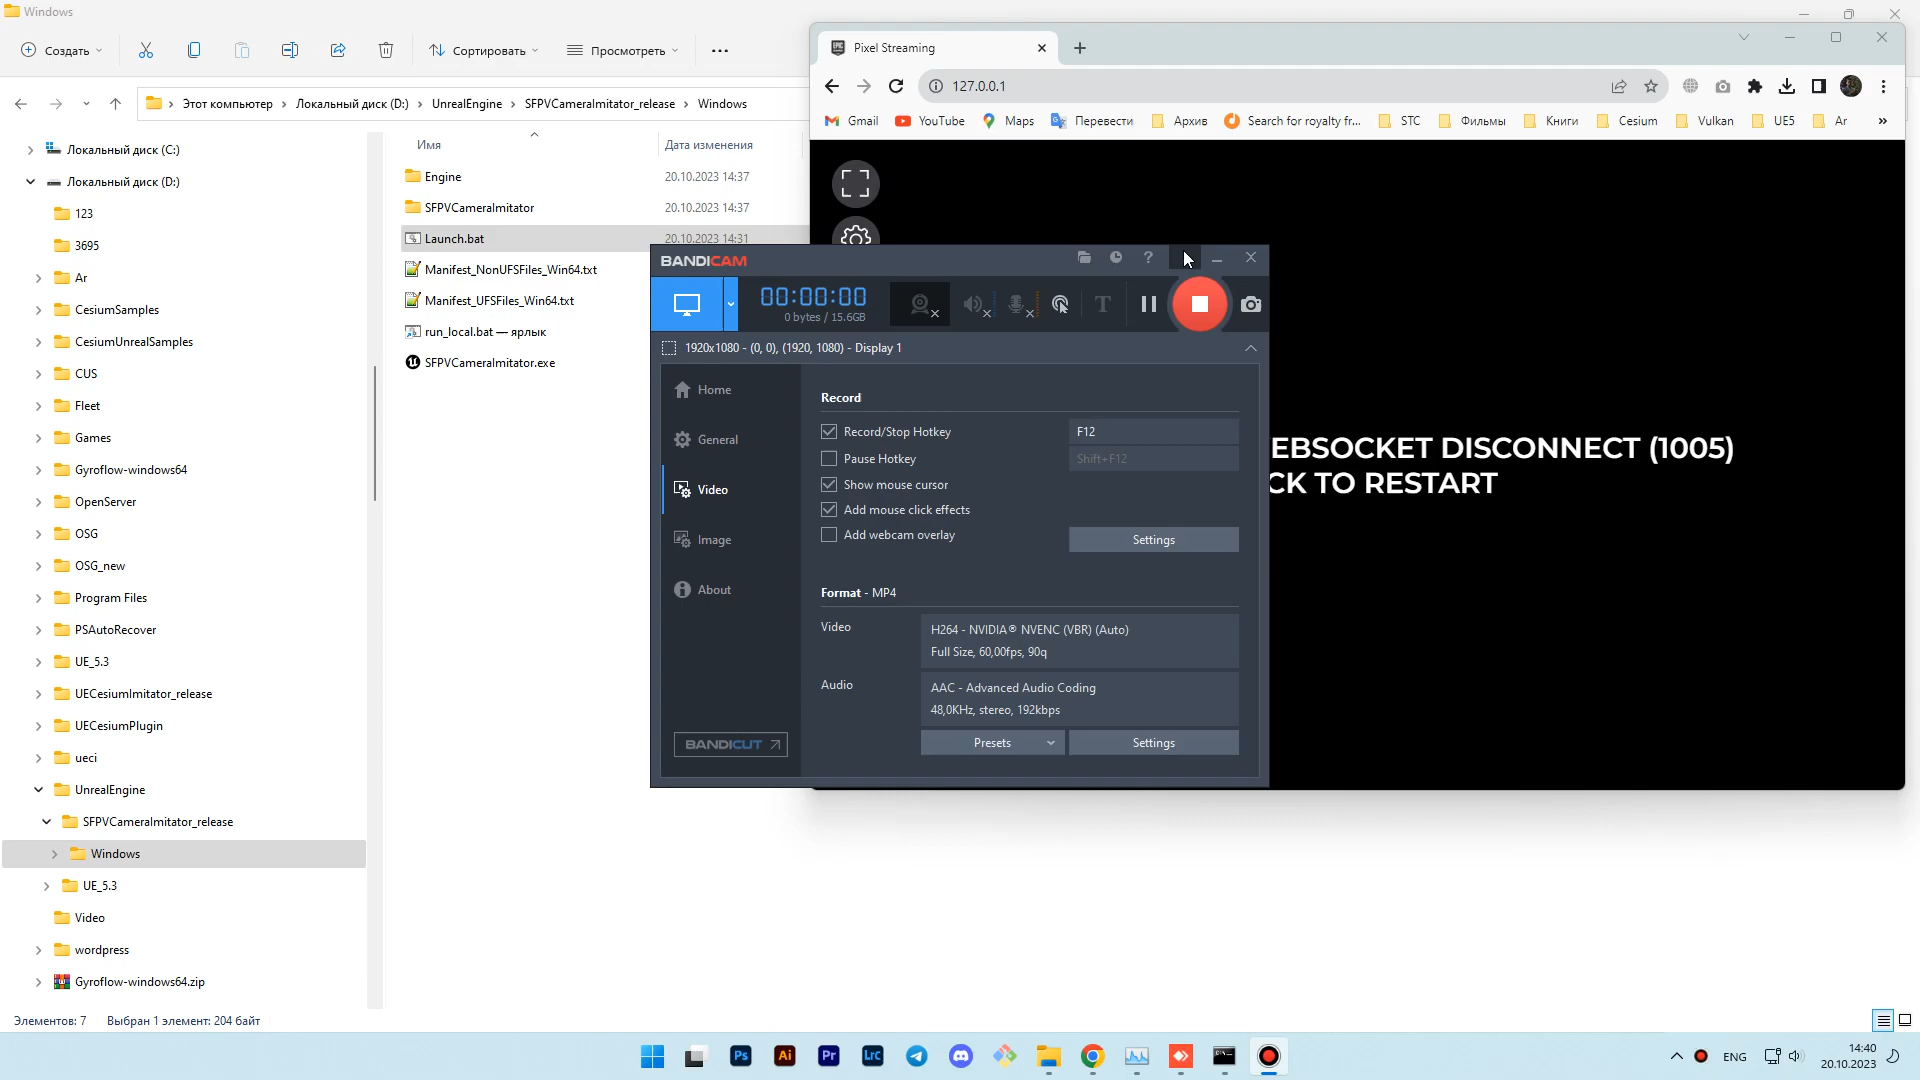 Windows
Создать
Сортировать
Просмотреть
Этот компьютер
Локальный диск (D:)
UnrealEngine
SFPVCameraImitator_release
Windows
Локальный диск (C:)
Локальный диск (D:)
123
3695
Ar
CesiumSamples
CesiumUnrealSamples
CUS
Fleet
Games
Gyroflow-windows64
OpenServer
OSG
OSG_new
Program Files
PSAutoRecover
UE_5.3
UECesiumImitator_release
UECesiumPlugin
ueci
UnrealEngine
SFPVCameraImitator_release
Windows
UE_5.3
Video
wordpress
Gyroflow-windows64.zip
Имя
Дата изменения
Engine
20.10.2023 14:37
SFPVCameraImitator
20.10.2023 14:37
Launch.bat
20.10.2023 14:31
Manifest_NonUFSFiles_Win64.txt
Manifest_UFSFiles_Win64.txt
run_local.bat — ярлык
SFPVCameraImitator.exe
Элементов: 7
Выбран 1 элемент: 204 байт
Pixel Streaming
127.0.0.1
Gmail
YouTube
Maps
Перевести
Архив
Search for royalty fr...
STC
Фильмы
Книги
Cesium
Vulkan
UE5
Ar
EBSOCKET DISCONNECT (1005)
CK TO RESTART
BANDICAM
00:00:00
0 bytes / 15.6GB
1920x1080 - (0, 0), (1920, 1080) - Display 1
Home
General
Video
Image
About
BANDICUT
Record
Record/Stop Hotkey
F12
Pause Hotkey
Shift+F12
Show mouse cursor
Add mouse click effects
Add webcam overlay
Settings
Format - MP4
Video
H264 - NVIDIA® NVENC (VBR) (Auto)
Full Size, 60,00fps, 90q
Audio
AAC - Advanced Audio Coding
48,0KHz, stereo, 192kbps
Presets
Settings
Ps
Ai
Pr
LrC
ENG
14:40
20.10.2023